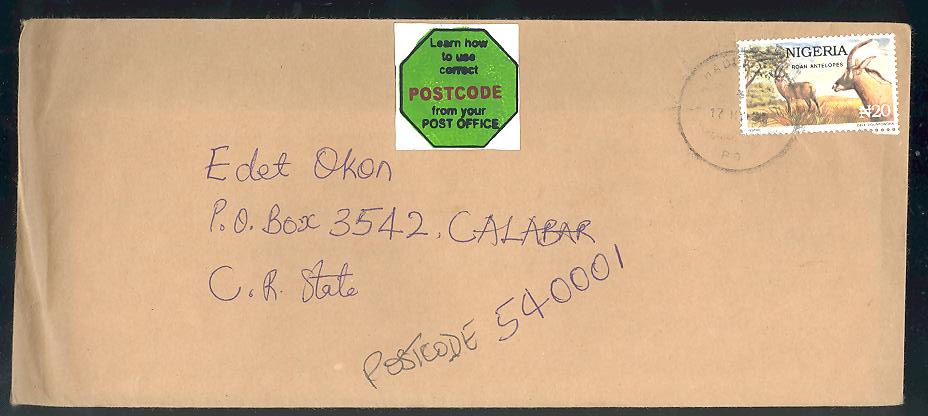 Learn how
to use
correct
POSTCODE
from your
POST OFFICE
NIGERIA
ROAN ANTELOPES
₦20
17
Edet Okon
P.O. Box 3542, CALABAR
C.R. State
POSTCODE 540001